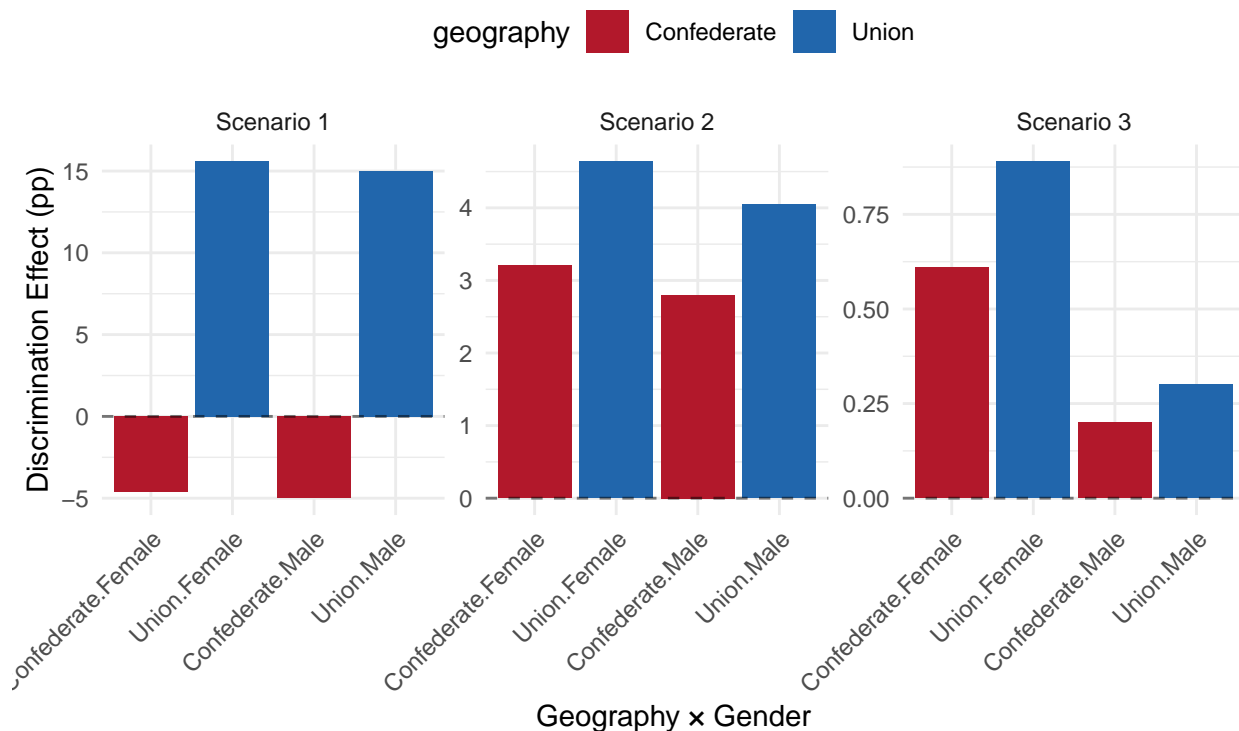 geography Confederate Union
Scenario 1 Scenario 2 Scenario 3
Discrimination Effect (pp)
15
10
5
0
−5
4
3
2
1
0
0.75
0.50
0.25
0.00
onfederate.Female
Union.Female
Confederate.Male
Union.Male
Confederate.Female
Union.Female
Confederate.Male
Union.Male
Confederate.Female
Union.Female
Confederate.Male
Union.Male
Geography × Gender